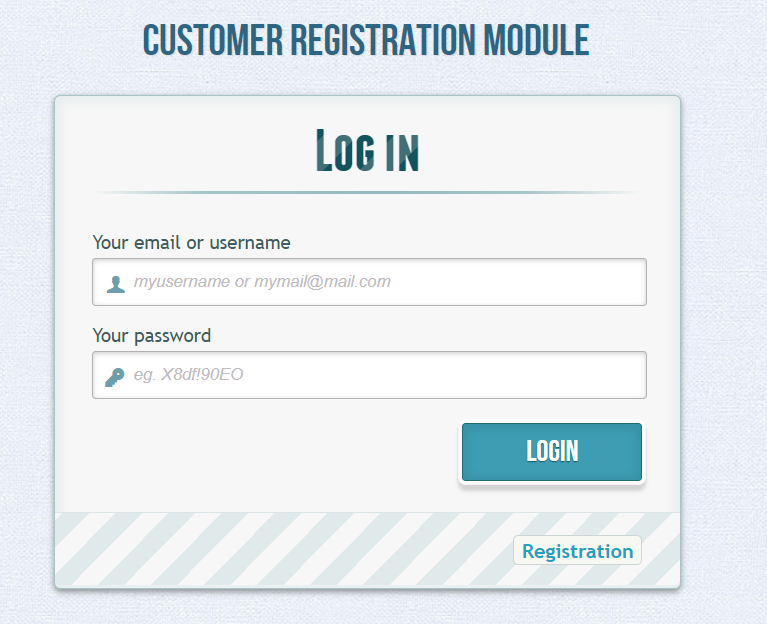 CUSTOMER REGISTRATION MODULE
LOG IN
Your email or username
myusername or mymail@mail.com
Your password
eg. X8df!90EO
LOGIN
Registration